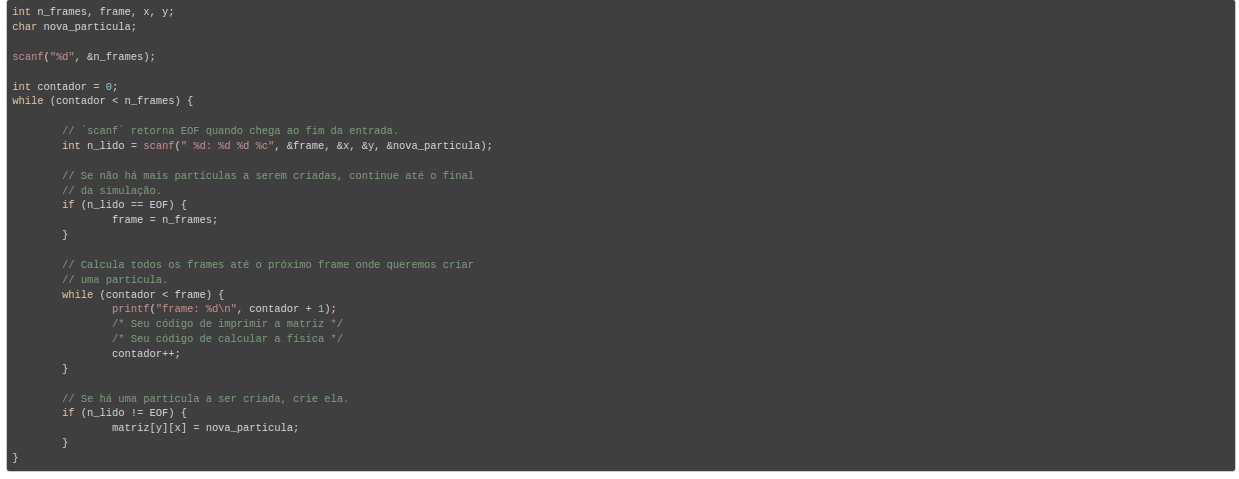 int n_frames, frame, x, y;
char nova_particula;
scanf("%d", &n_frames);
int contador = 0;
while (contador < n_frames) {
// `scanf` retorna EOF quando chega ao fim da entrada.
int n_lido = scanf(" %d: %d %d %c", &frame, &x, &y, &nova_particula);
// Se não há mais partículas a serem criadas, continue até o final
// da simulação.
if (n_lido == EOF) {
frame = n_frames;
}
// Calcula todos os frames até o próximo frame onde queremos criar
// uma partícula.
while (contador < frame) {
printf("frame: %d\n", contador + 1);
/* Seu código de imprimir a matriz */
/* Seu código de calcular a física */
contador++;
}
// Se há uma particula a ser criada, crie ela.
if (n_lido != EOF) {
matriz[y][x] = nova_particula;
}
}